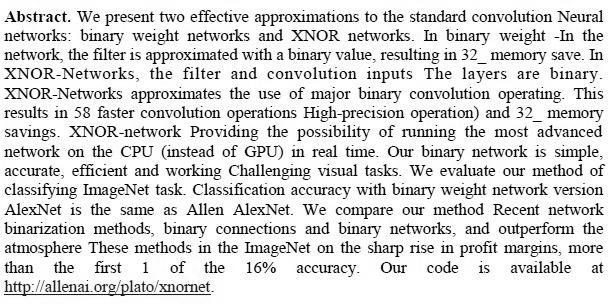 Abstract. We present two effective approximations to the standard convolution Neural
networks: binary weight networks and XNOR networks. In binary weight -In the
network, the filter is approximated with a binary value, resulting in 32_ memory save. In
XNOR-Networks, the filter and convolution inputs The layers are binary.
XNOR-Networks approximates the use of major binary convolution operating. This
results in 58 faster convolution operations High-precision operation) and 32_ memory
savings. XNOR-network Providing the possibility of running the most advanced
network on the CPU (instead of GPU) in real time. Our binary network is simple,
accurate, efficient and working Challenging visual tasks. We evaluate our method of
classifying ImageNet task. Classification accuracy with binary weight network version
AlexNet is the same as Allen AlexNet. We compare our method Recent network
binarization methods, binary connections and binary networks, and outperform the
atmosphere These methods in the ImageNet on the sharp rise in profit margins, more
than the first 1 of the 16% accuracy. Our code is available at
http://allenai.org/plato/xnornet.